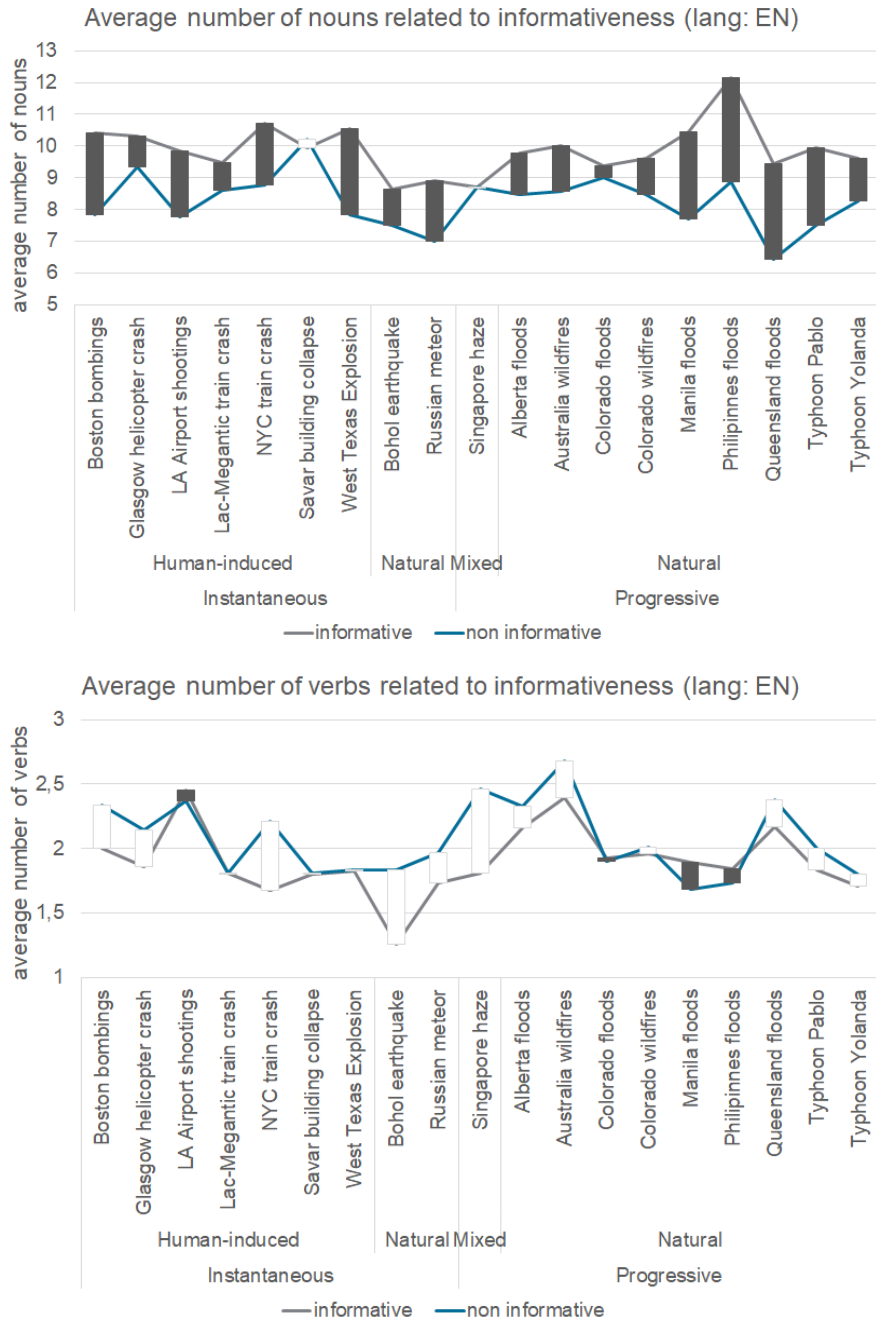 Average number of nouns related to informativeness (lang: EN)
average number of nouns
13
12
11
10
9
8
7
6
5
Boston bombings
Glasgow helicopter crash
LA Airport shootings
Lac-Megantic train crash
NYC train crash
Savar building collapse
West Texas Explosion
Bohol earthquake
Russian meteor
Singapore haze
Alberta floods
Australia wildfires
Colorado floods
Colorado wildfires
Manila floods
Philipinnes floods
Queensland floods
Typhoon Pablo
Typhoon Yolanda
Human-induced Natural Mixed Natural
Instantaneous Progressive
informative non informative
Average number of verbs related to informativeness (lang: EN)
average number of verbs
3
2,5
2
1,5
1
Boston bombings
Glasgow helicopter crash
LA Airport shootings
Lac-Megantic train crash
NYC train crash
Savar building collapse
West Texas Explosion
Bohol earthquake
Russian meteor
Singapore haze
Alberta floods
Australia wildfires
Colorado floods
Colorado wildfires
Manila floods
Philipinnes floods
Queensland floods
Typhoon Pablo
Typhoon Yolanda
Human-induced Natural Mixed Natural
Instantaneous Progressive
informative non informative